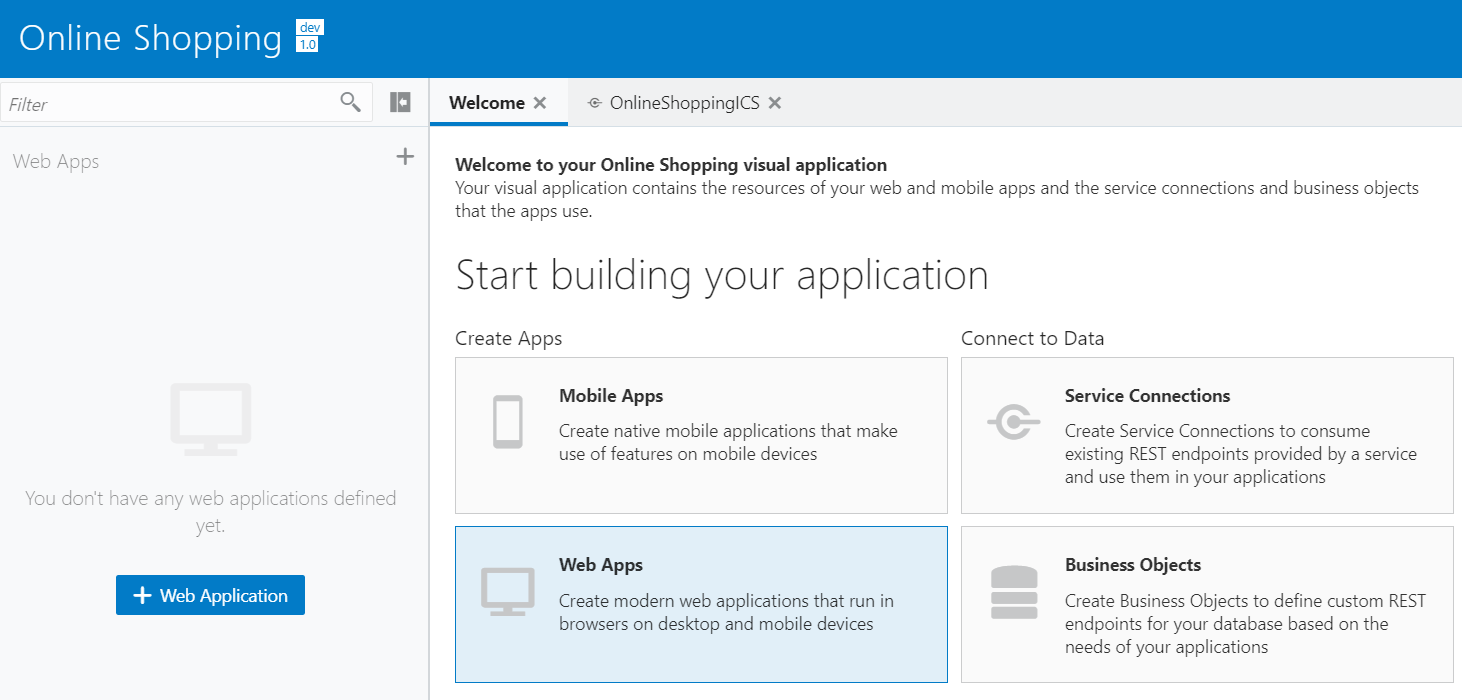 Online Shopping
dev
1.0
Filter
Web Apps
You don't have any web applications defined
yet.
Web Application
Welcome
OnlineShoppingICS
Welcome to your Online Shopping visual application
Your visual application contains the resources of your web and mobile apps and the service connections and business objects
that the apps use.
Start building your application
Create Apps
Mobile Apps
Create native mobile applications that make
use of features on mobile devices
Web Apps
Create modern web applications that run in
browsers on desktop and mobile devices
Connect to Data
Service Connections
Create Service Connections to consume
existing REST endpoints provided by a service
and use them in your applications
Business Objects
Create Business Objects to define custom REST
endpoints for your database based on the
needs of your applications